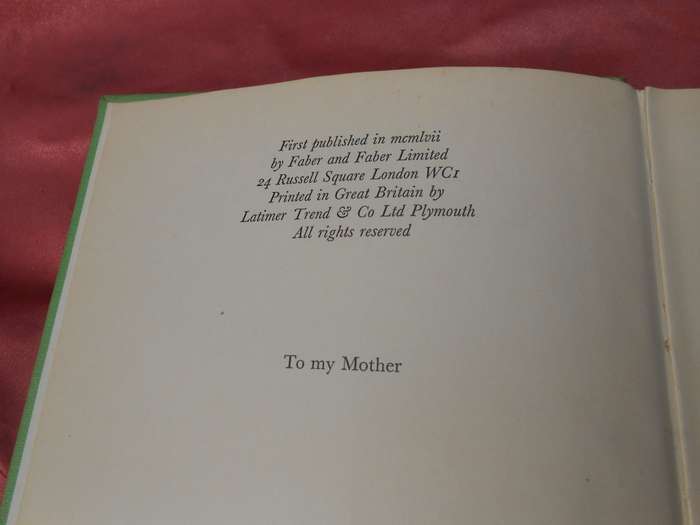 First published in mcmlvii
by Faber and Faber Limited
24 Russell Square London WC1
Printed in Great Britain by
Latimer Trend & Co Ltd Plymouth
All rights reserved
To my Mother